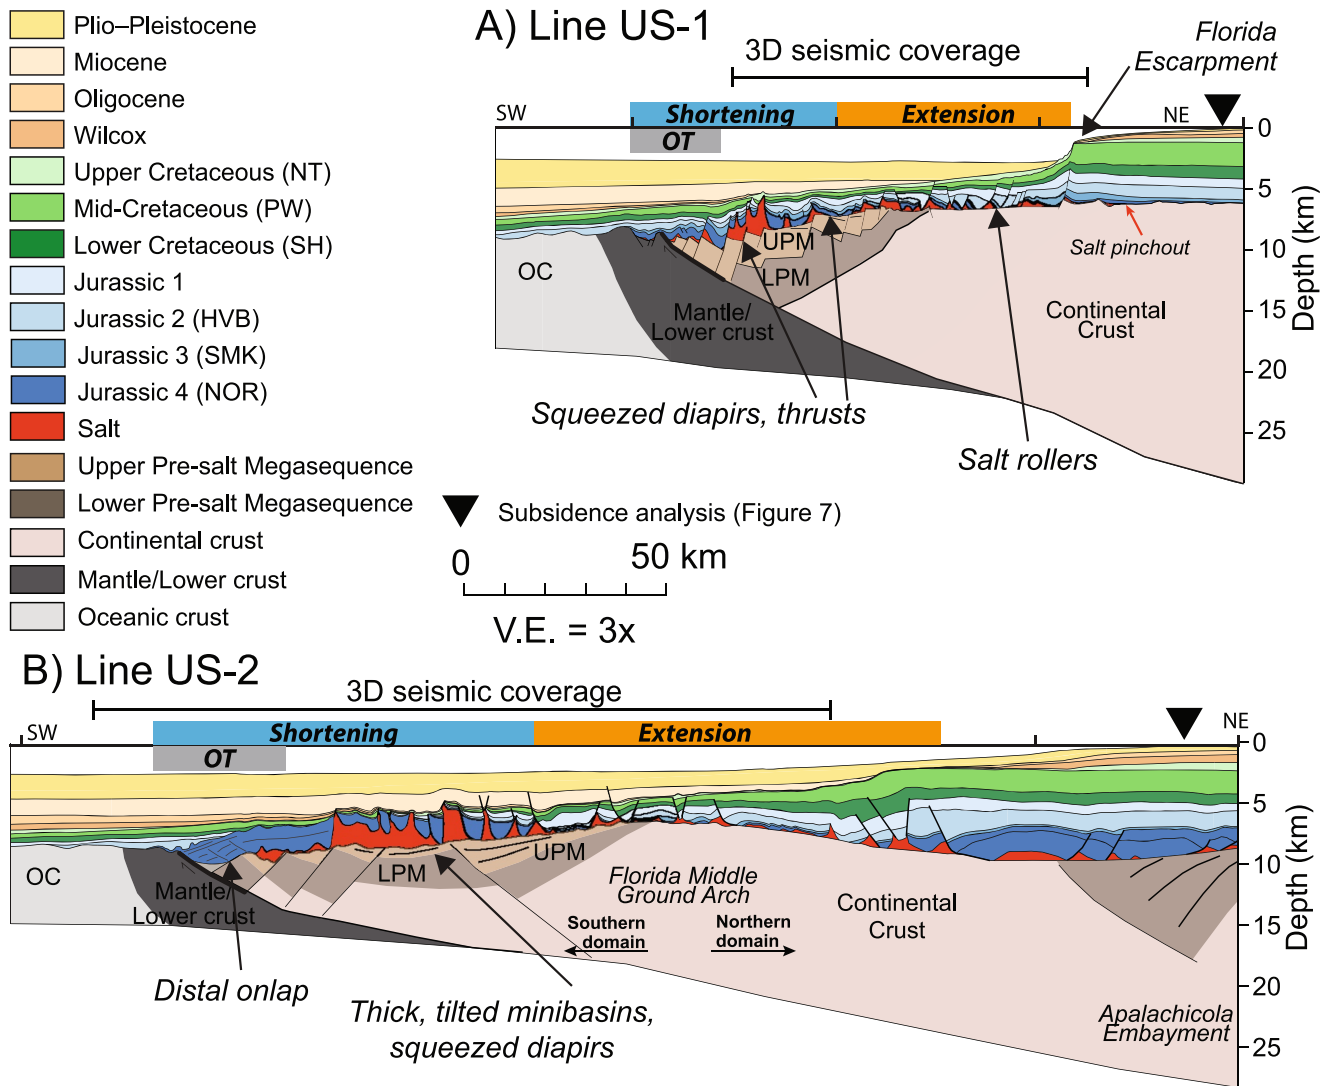 Plio–Pleistocene
Miocene
Oligocene
Wilcox
Upper Cretaceous (NT)
Mid-Cretaceous (PW)
Lower Cretaceous (SH)
Jurassic 1
Jurassic 2 (HVB)
Jurassic 3 (SMK)
Jurassic 4 (NOR)
Salt
Upper Pre-salt Megasequence
Lower Pre-salt Megasequence
Continental crust
Mantle/Lower crust
Oceanic crust
A) Line US-1
3D seismic coverage
Florida
Escarpment
SW
Shortening
Extension
NE
OT
0
5
10
15
20
25
Depth (km)
Salt pinchout
UPM
LPM
OC
Mantle/
Lower crust
Continental
Crust
Squeezed diapirs, thrusts
Salt rollers
Subsidence analysis (Figure 7)
0
50 km
V.E. = 3x
B) Line US-2
3D seismic coverage
SW
Shortening
Extension
NE
OT
0
5
10
15
20
25
Depth (km)
OC
Mantle/
Lower crust
LPM
UPM
Florida Middle
Ground Arch
Southern
domain
Northern
domain
Continental
Crust
Distal onlap
Thick, tilted minibasins,
squeezed diapirs
Apalachicola
Embayment